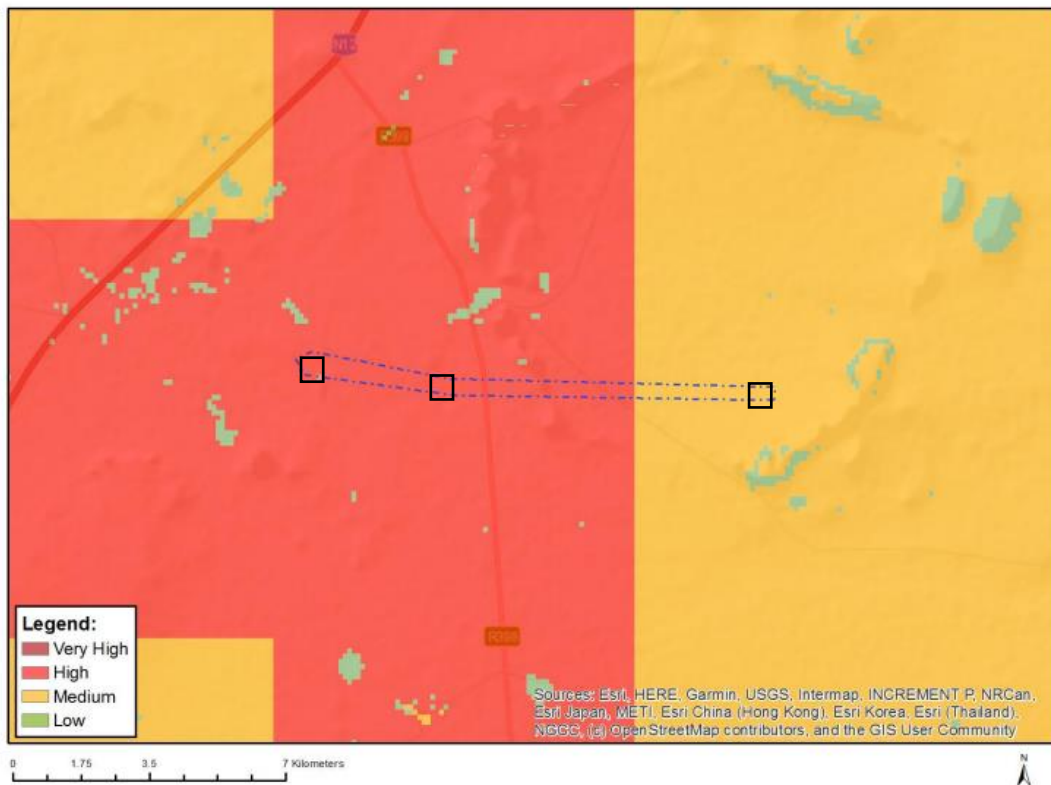 Legend:
Very High
High
Medium
Low
Sources: Esri, HERE, Garmin, USGS, Intermap, INCREMENT P, NRCan,
Esri Japan, METI, Esri China (Hong Kong), Esri Korea, Esri (Thailand),
NGCC, (c) OpenStreetMap contributors, and the GIS User Community
0 1.75 3.5 7 Kilometers
N